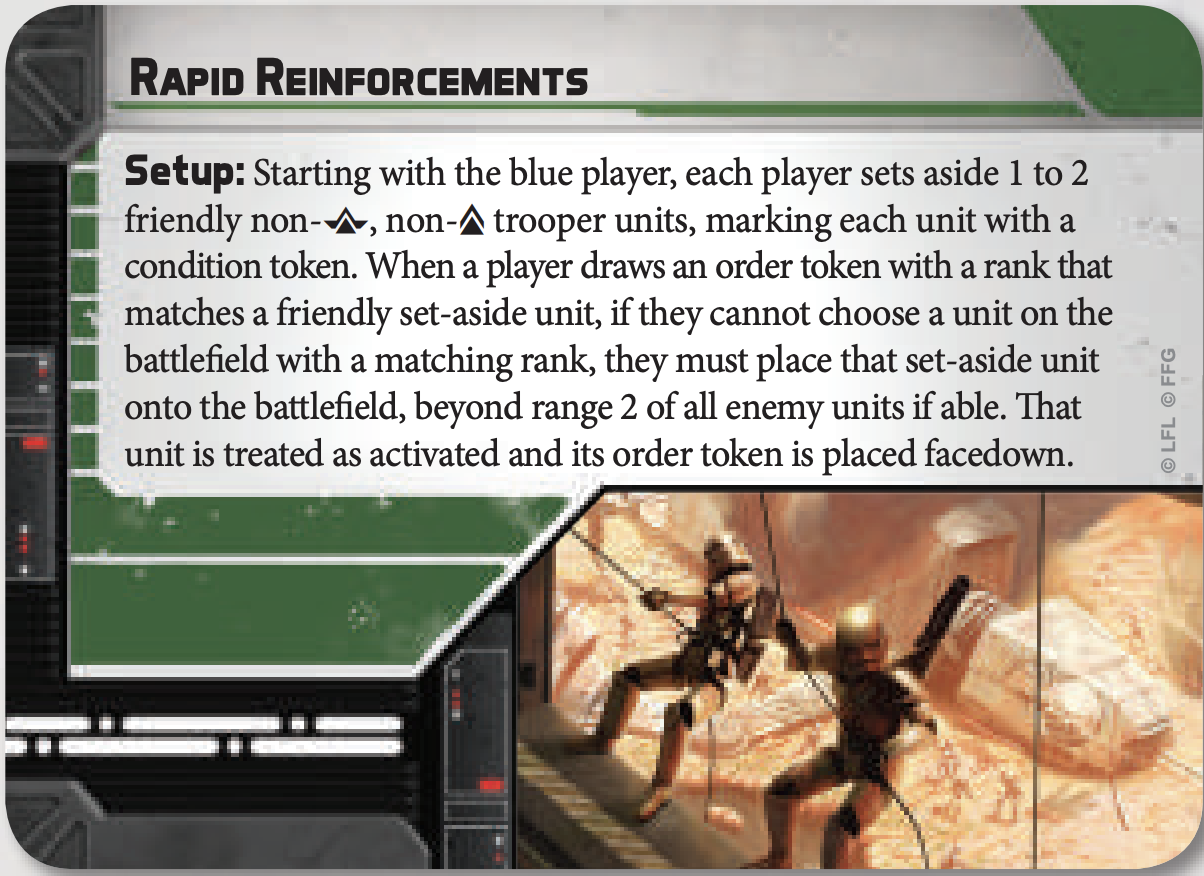 RAPID REINFORCEMENTS
Setup: Starting with the blue player, each player sets aside 1 to 2
friendly non-, non- trooper units, marking each unit with a
condition token. When a player draws an order token with a rank that
matches a friendly set-aside unit, if they cannot choose a unit on the
battlefield with a matching rank, they must place that set-aside unit
onto the battlefield, beyond range 2 of all enemy units if able. That
unit is treated as activated and its order token is placed facedown.
© LFL © FFG